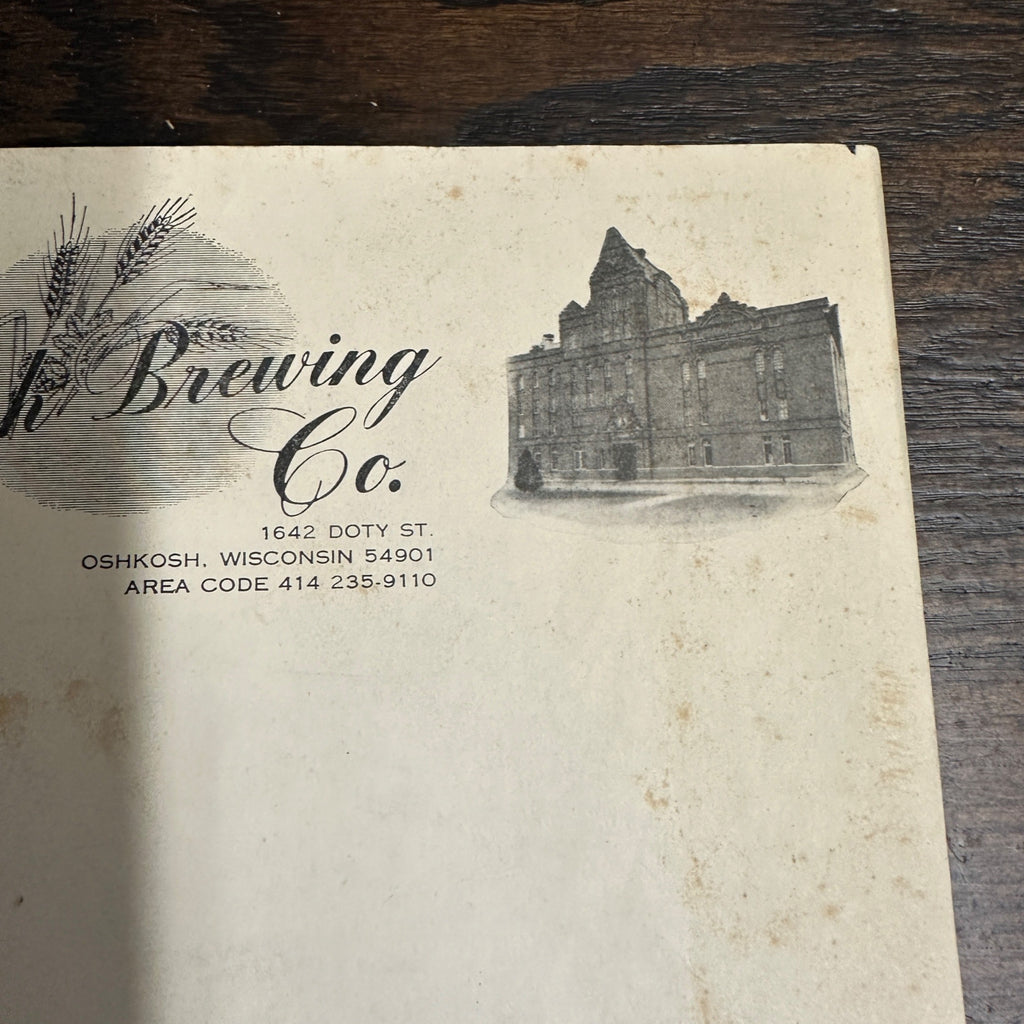 h Brewing
Co.
1642 DOTY ST.
OSHKOSH, WISCONSIN 54901
AREA CODE 414 235-9110